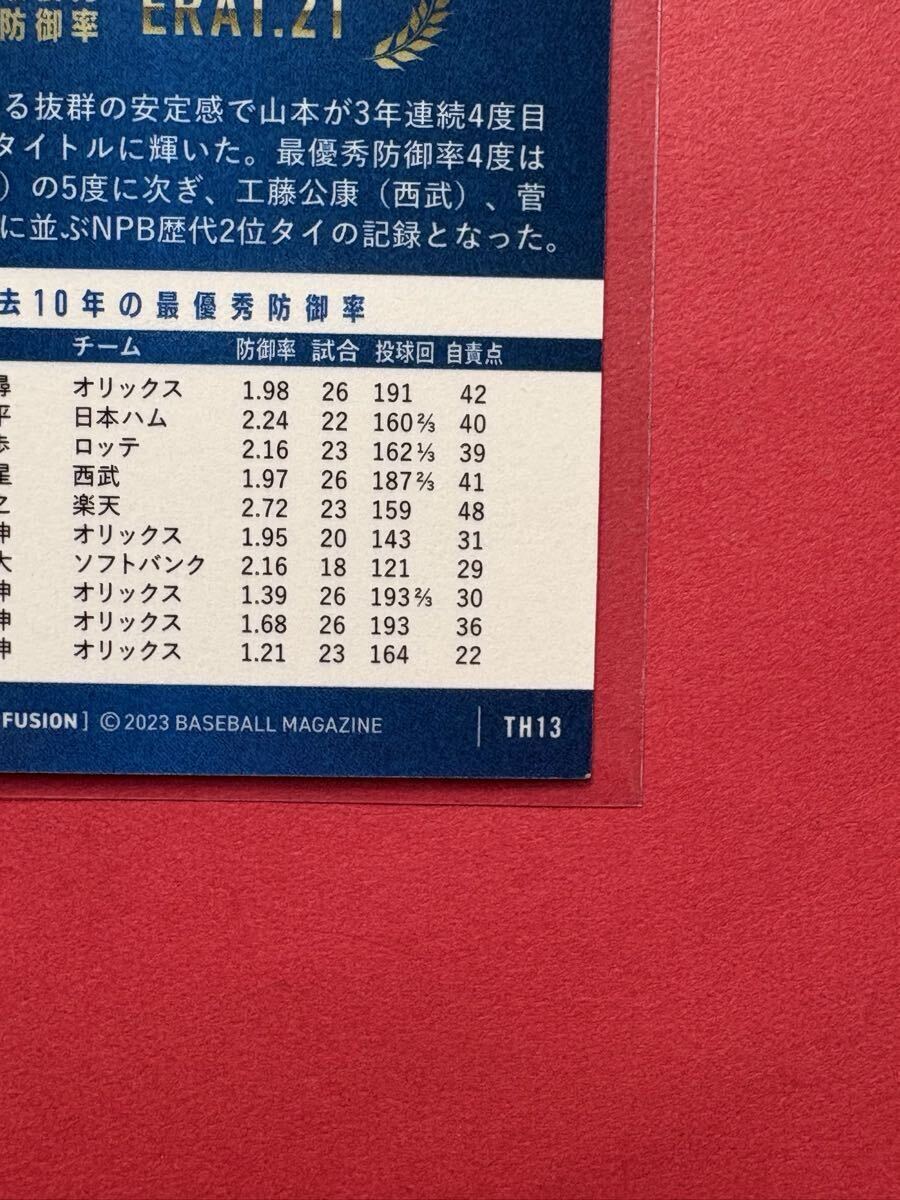 防御率 ERA1.21
る抜群の安定感で山本が3年連続4度目
タイトルに輝いた。最優秀防御率4度は
）の5度に次ぎ、工藤公康（西武）、菅
に並ぶNPB歴代2位タイの記録となった。
去10年の最優秀防御率
チーム 防御率 試合 投球回 自責点
尋 オリックス 1.98 26 191 42
平 日本ハム 2.24 22 160⅔ 40
歩 ロッテ 2.16 23 162⅓ 39
星 西武 1.97 26 187⅔ 41
之 楽天 2.72 23 159 48
伸 オリックス 1.95 20 143 31
大 ソフトバンク 2.16 18 121 29
伸 オリックス 1.39 26 193⅔ 30
伸 オリックス 1.68 26 193 36
伸 オリックス 1.21 23 164 22
FUSION] ©2023 BASEBALL MAGAZINE TH13